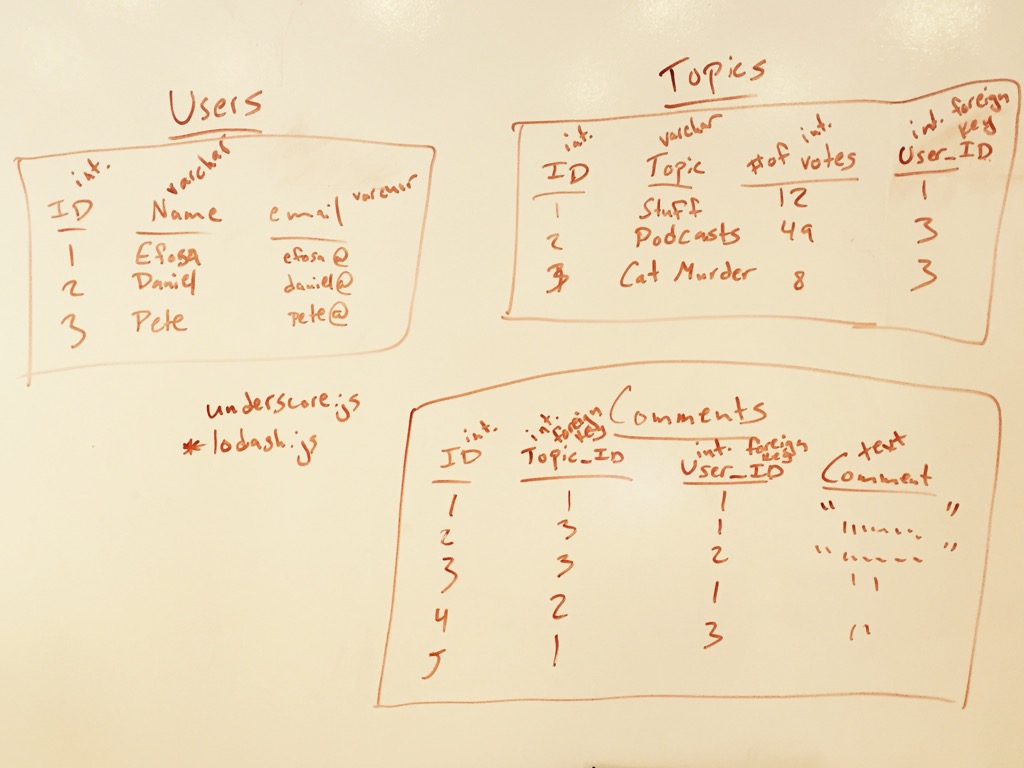 Users
int. varchar varchar
ID Name email
1 Efosa efosa@
2 Daniel daniel@
3 Pete pete@
underscore.js
* lodash.js
Topics
int. varchar int. int. foreign key
ID Topic # of votes User_ID
1 Stuff 12 1
2 Podcasts 49 3
3 Cat Murder 8 3
Comments
int. int. foreign key int. foreign key text
ID Topic_ID User_ID Comment
1 1 1 " "
2 3 1
3 3 2 " "
4 2 1 " "
5 1 3 "